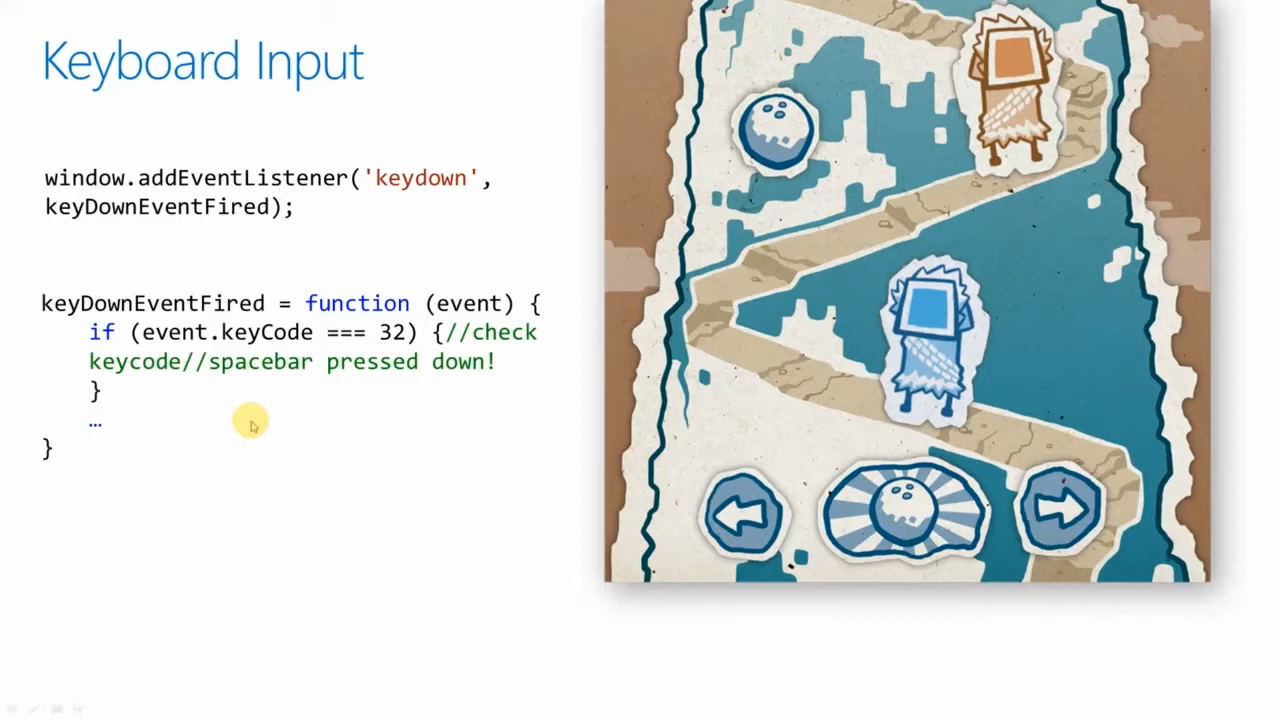 Keyboard Input
window.addEventListener('keydown',
keyDownEventFired);
keyDownEventFired = function (event) {
if (event.keyCode === 32) {//check
keycode//spacebar pressed down!
}
…
}